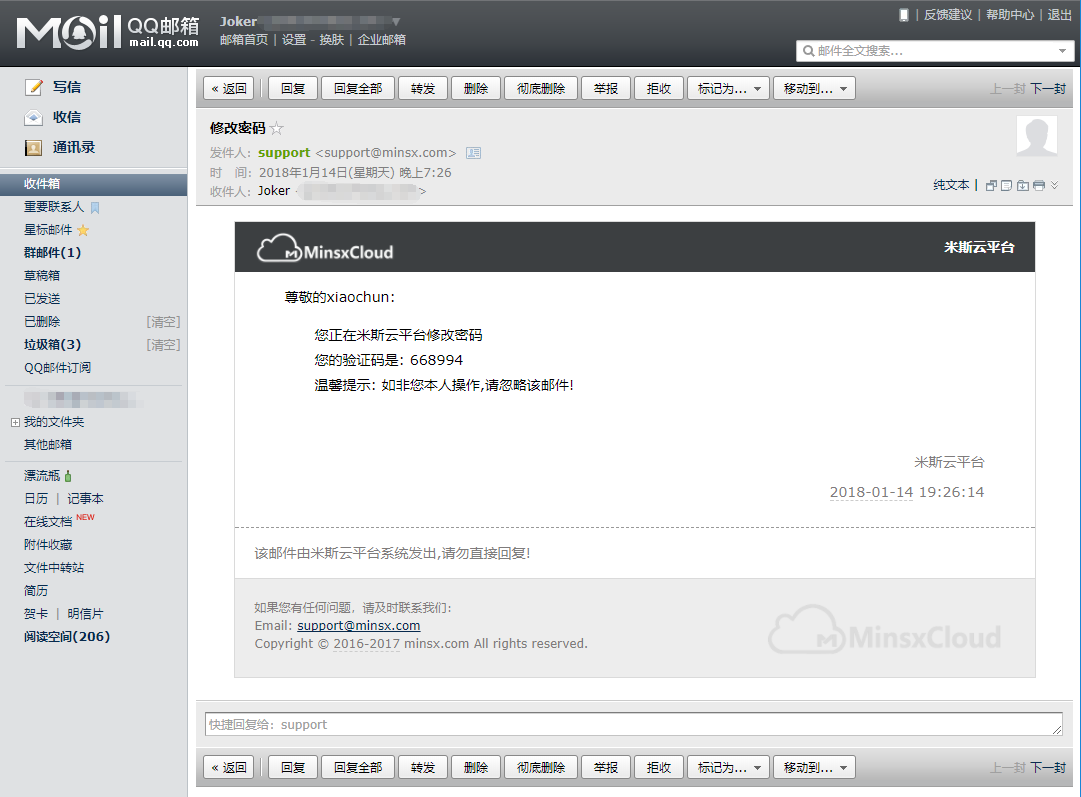 Mail QQ邮箱 mail.qq.com
Joker
邮箱首页 | 设置 - 换肤 | 企业邮箱
| 反馈建议 | 帮助中心 | 退出
邮件全文搜索...
写信
收信
通讯录
收件箱
重要联系人
星标邮件
群邮件(1)
草稿箱
已发送
已删除 [清空]
垃圾箱(3) [清空]
QQ邮件订阅
我的文件夹
其他邮箱
漂流瓶
日历 | 记事本
在线文档 NEW
附件收藏
文件中转站
简历
贺卡 | 明信片
阅读空间(206)
« 返回 回复 回复全部 转发 删除 彻底删除 举报 拒收 标记为... 移动到... 上一封 下一封
修改密码
发件人: support <support@minsx.com>
时 间: 2018年1月14日(星期天) 晚上7:26
收件人: Joker >
纯文本 |
MinsxCloud 米斯云平台
尊敬的xiaochun:
您正在米斯云平台修改密码
您的验证码是: 668994
温馨提示: 如非您本人操作,请忽略该邮件!
米斯云平台
2018-01-14 19:26:14
该邮件由米斯云平台系统发出,请勿直接回复!
如果您有任何问题，请及时联系我们:
Email: support@minsx.com
Copyright © 2016-2017 minsx.com All rights reserved.
MinsxCloud
快捷回复给: support
« 返回 回复 回复全部 转发 删除 彻底删除 举报 拒收 标记为... 移动到... 上一封 下一封